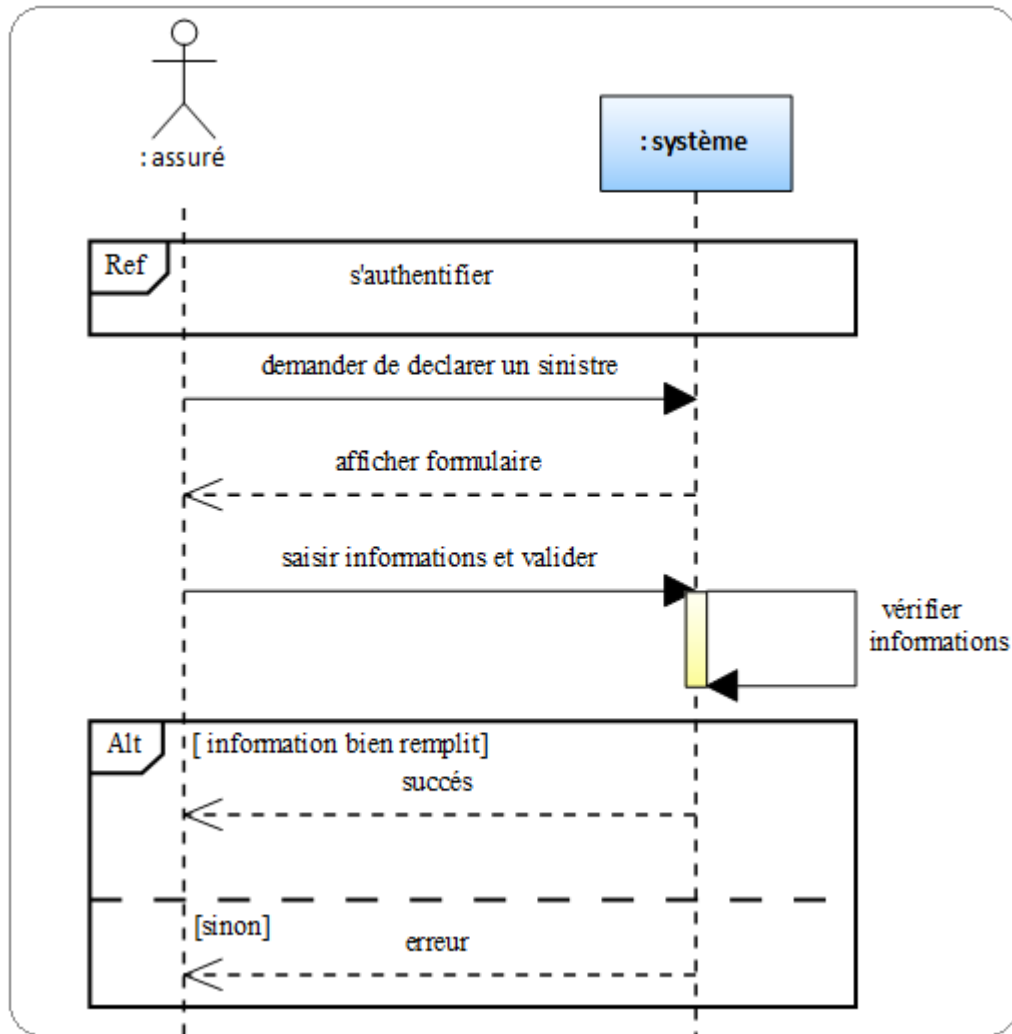 : assuré
: système
Ref
s'authentifier
demander de declarer un sinistre
afficher formulaire
saisir informations et valider
vérifier
informations
Alt
[ information bien remplit]
succés
[sinon]
erreur